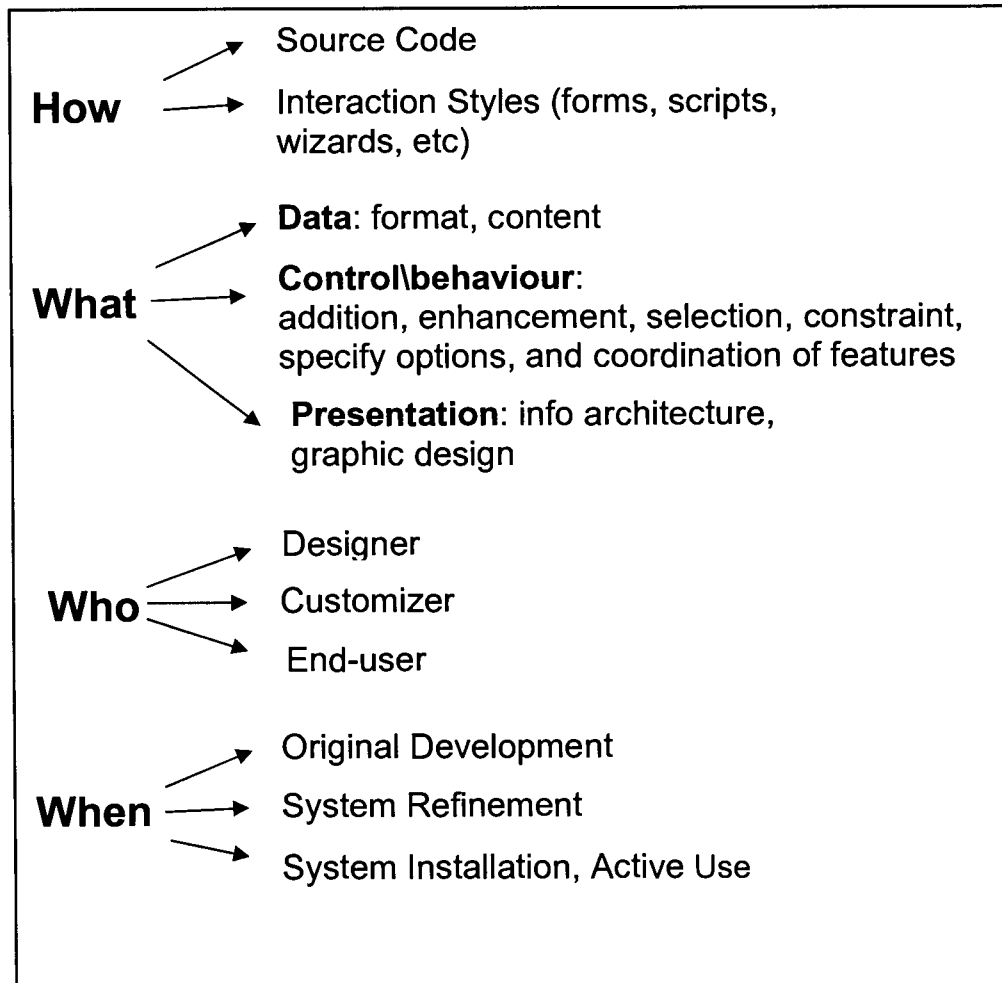 Source Code
How
Interaction Styles (forms, scripts,
wizards, etc)
Data: format, content
What
Control\behaviour:
addition, enhancement, selection, constraint,
specify options, and coordination of features
Presentation: info architecture,
graphic design
Designer
Who
Customizer
End-user
Original Development
When
System Refinement
System Installation, Active Use